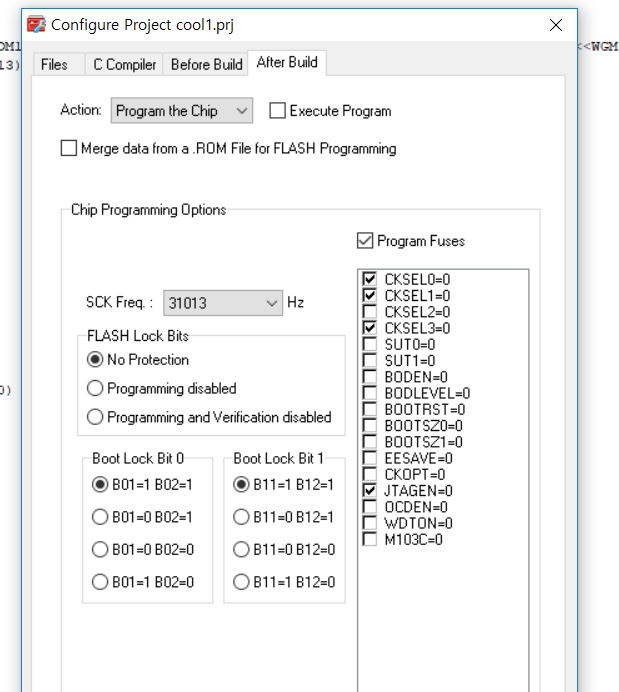 Configure Project cool1.prj
OM1
<<WGM
13)
Files C Compiler Before Build After Build
Action: Program the Chip Execute Program
Merge data from a .ROM File for FLASH Programming
Chip Programming Options
Program Fuses
SCK Freq. : 31013 Hz
FLASH Lock Bits
No Protection
Programming disabled
Programming and Verification disabled
Boot Lock Bit 0
B01=1 B02=1
B01=0 B02=1
B01=0 B02=0
B01=1 B02=0
Boot Lock Bit 1
B11=1 B12=1
B11=0 B12=1
B11=0 B12=0
B11=1 B12=0
CKSEL0=0
CKSEL1=0
CKSEL2=0
CKSEL3=0
SUT0=0
SUT1=0
BODEN=0
BODLEVEL=0
BOOTRST=0
BOOTSZ0=0
BOOTSZ1=0
EESAVE=0
CKOPT=0
JTAGEN=0
OCDEN=0
WDTON=0
M103C=0
0)